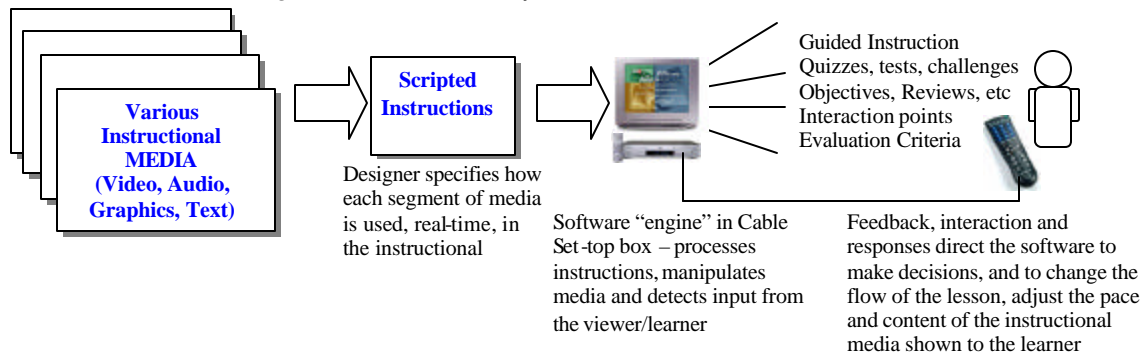 Various
Instructional
MEDIA
(Video, Audio,
Graphics, Text)
Scripted
Instructions
Designer specifies how
each segment of media
is used, real-time, in
the instructional
Guided Instruction
Quizzes, tests, challenges
Objectives, Reviews, etc
Interaction points
Evaluation Criteria
Software “engine” in Cable
Set-top box – processes
instructions, manipulates
media and detects input from
the viewer/learner
Feedback, interaction and
responses direct the software to
make decisions, and to change the
flow of the lesson, adjust the pace
and content of the instructional
media shown to the learner